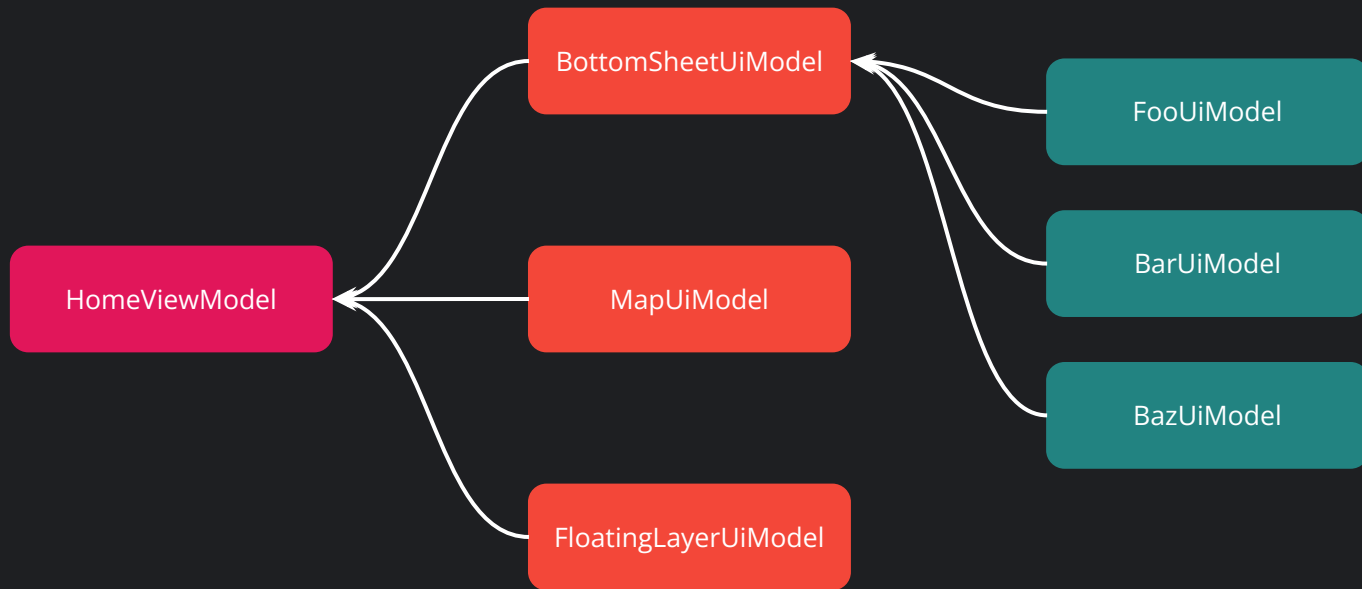 BottomSheetUiModel
FooUiModel
BarUiModel
HomeViewModel
MapUiModel
BazUiModel
FloatingLayerUiModel